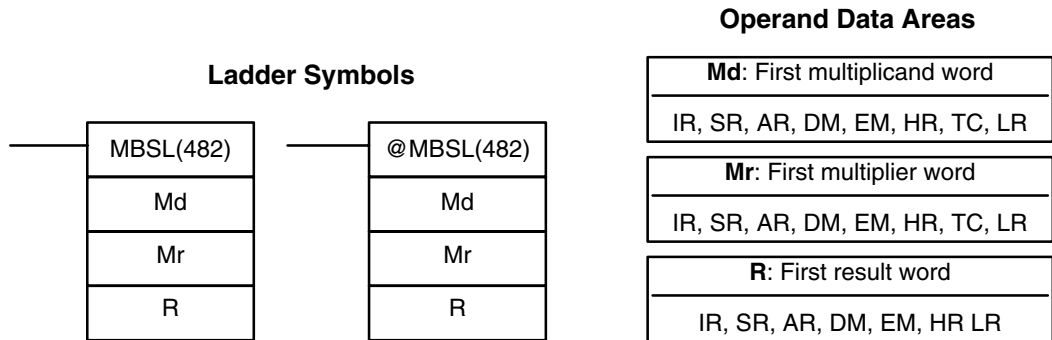 Operand Data Areas
Ladder Symbols
MBSL(482)
Md
Mr
R
@MBSL(482)
Md
Mr
R
Md: First multiplicand word
IR, SR, AR, DM, EM, HR, TC, LR
Mr: First multiplier word
IR, SR, AR, DM, EM, HR, TC, LR
R: First result word
IR, SR, AR, DM, EM, HR LR